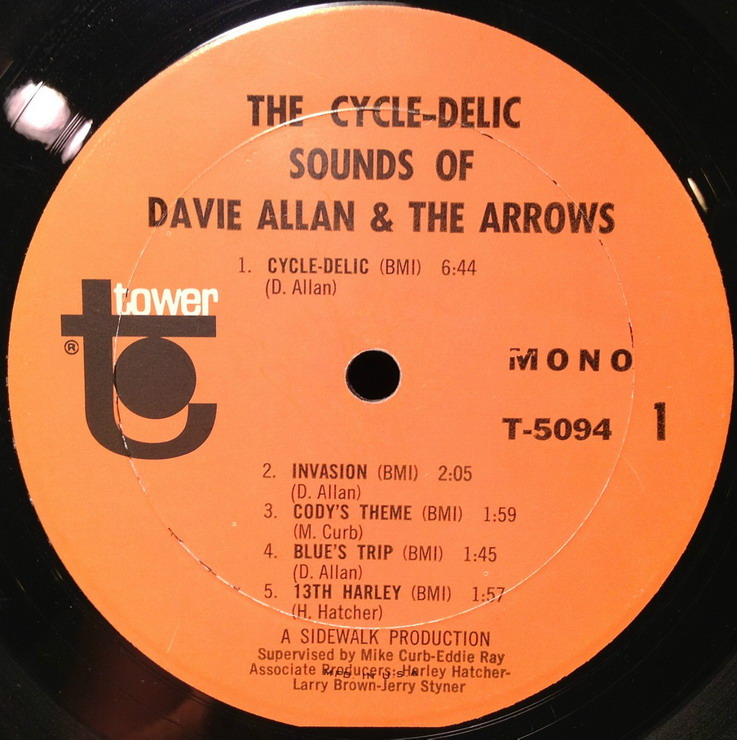 THE CYCLE-DELIC
SOUNDS OF
DAVIE ALLAN & THE ARROWS
1. CYCLE-DELIC (BMI) 6:44
(D. Allan)
tower
®
MONO
T-5094 1
2. INVASION (BMI) 2:05
(D. Allan)
3. CODY'S THEME (BMI) 1:59
(M. Curb)
4. BLUE'S TRIP (BMI) 1:45
(D. Allan)
5. 13TH HARLEY (BMI) 1:57
(H. Hatcher)
A SIDEWALK PRODUCTION
Supervised by Mike Curb-Eddie Ray
Associate Producers: Harley Hatcher-
MFD. IN U.S.A.
Larry Brown-Jerry Styner